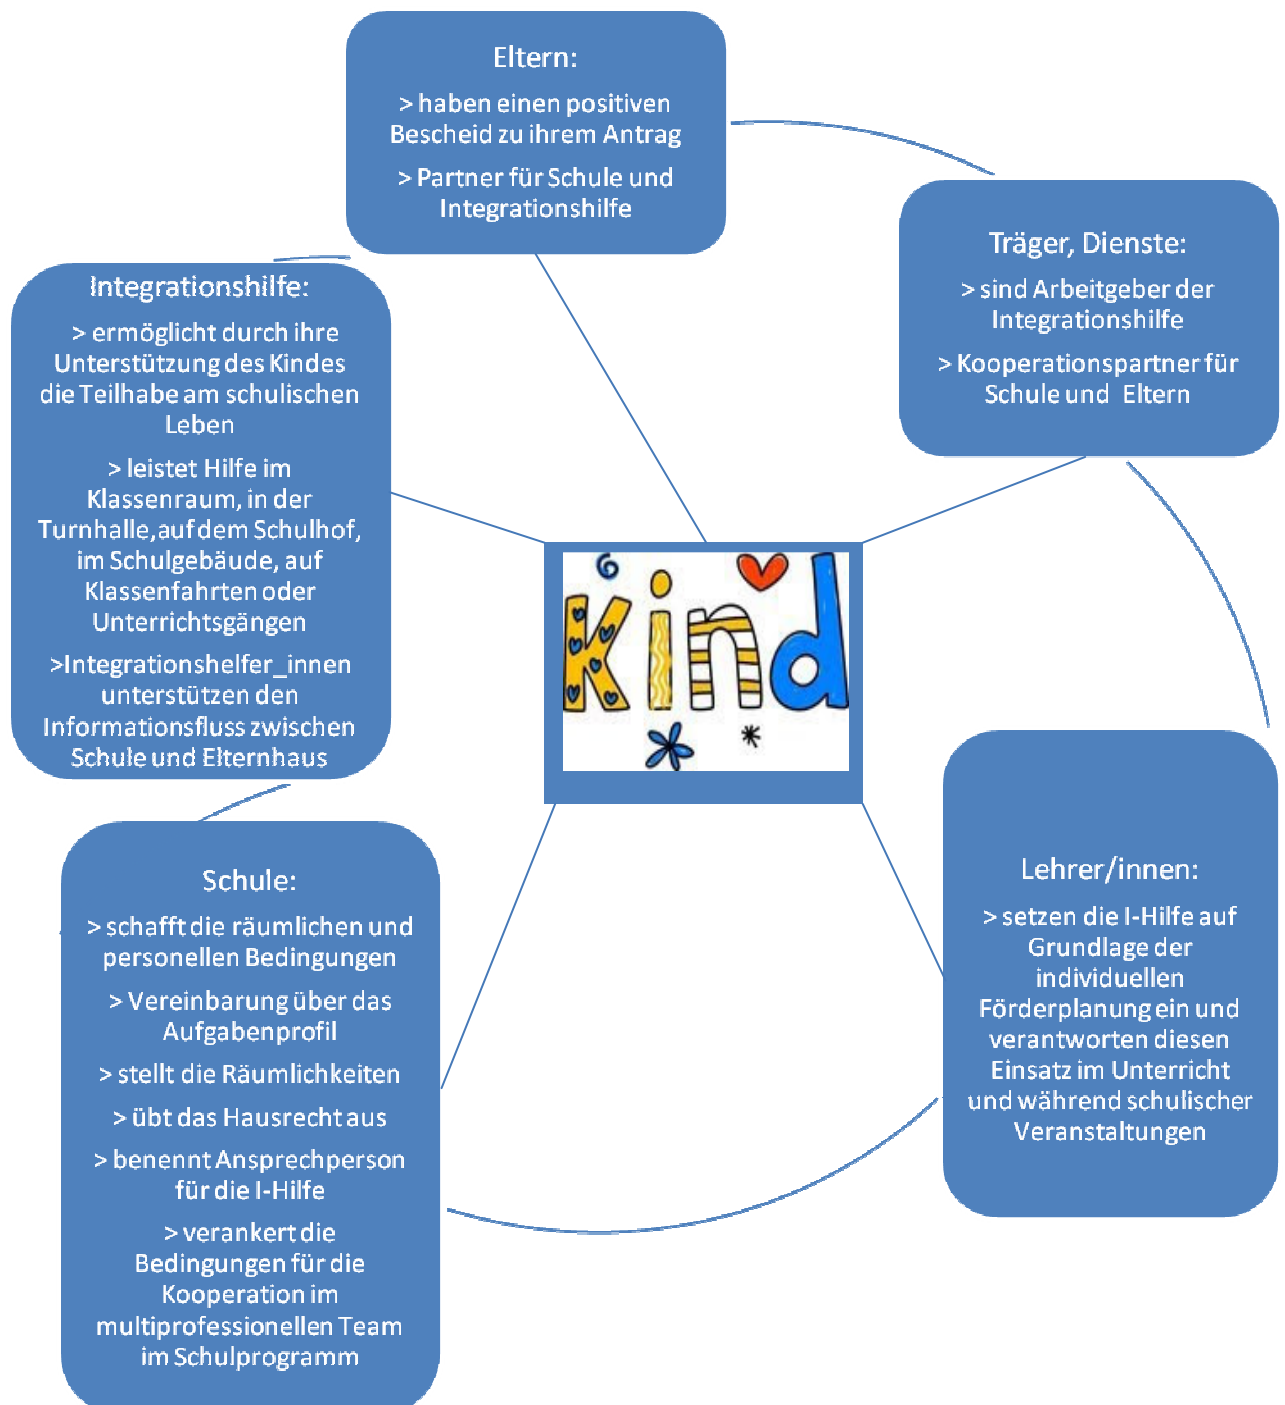 Eltern:
> haben einen positiven
Bescheid zu ihrem Antrag
> Partner für Schule und
Integrationshilfe
Träger, Dienste:
> sind Arbeitgeber der
Integrationshilfe
> Kooperationspartner für
Schule und Eltern
Integrationshilfe:
> ermöglicht durch ihre
Unterstützung des Kindes
die Teilhabe am schulischen
Leben
> leistet Hilfe im
Klassenraum, in der
Turnhalle,auf dem Schulhof,
im Schulgebäude, auf
Klassenfahrten oder
Unterrichtsgängen
>Integrationshelfer_innen
unterstützen den
Informationsfluss zwischen
Schule und Elternhaus
kind
Lehrer/innen:
> setzen die I-Hilfe auf
Grundlage der
individuellen
Förderplanung ein und
verantworten diesen
Einsatz im Unterricht
und während schulischer
Veranstaltungen
Schule:
> schafft die räumlichen und
personellen Bedingungen
> Vereinbarung über das
Aufgabenprofil
> stellt die Räumlichkeiten
> übt das Hausrecht aus
> benennt Ansprechperson
für die I-Hilfe
> verankert die
Bedingungen für die
Kooperation im
multiprofessionellen Team
im Schulprogramm